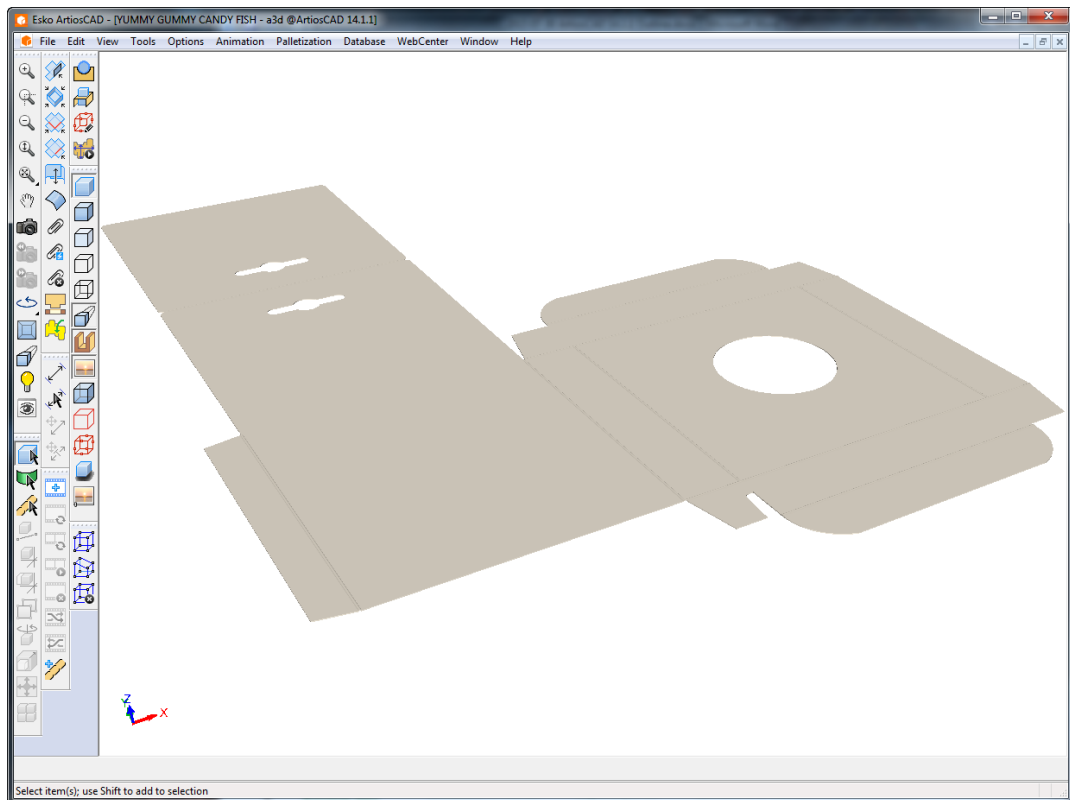 Esko ArtiosCAD - [YUMMY GUMMY CANDY FISH - a3d @ArtiosCAD 14.1.1]
File Edit View Tools Options Animation Palletization Database WebCenter Window Help
Z
X
Select item(s); use Shift to add to selection